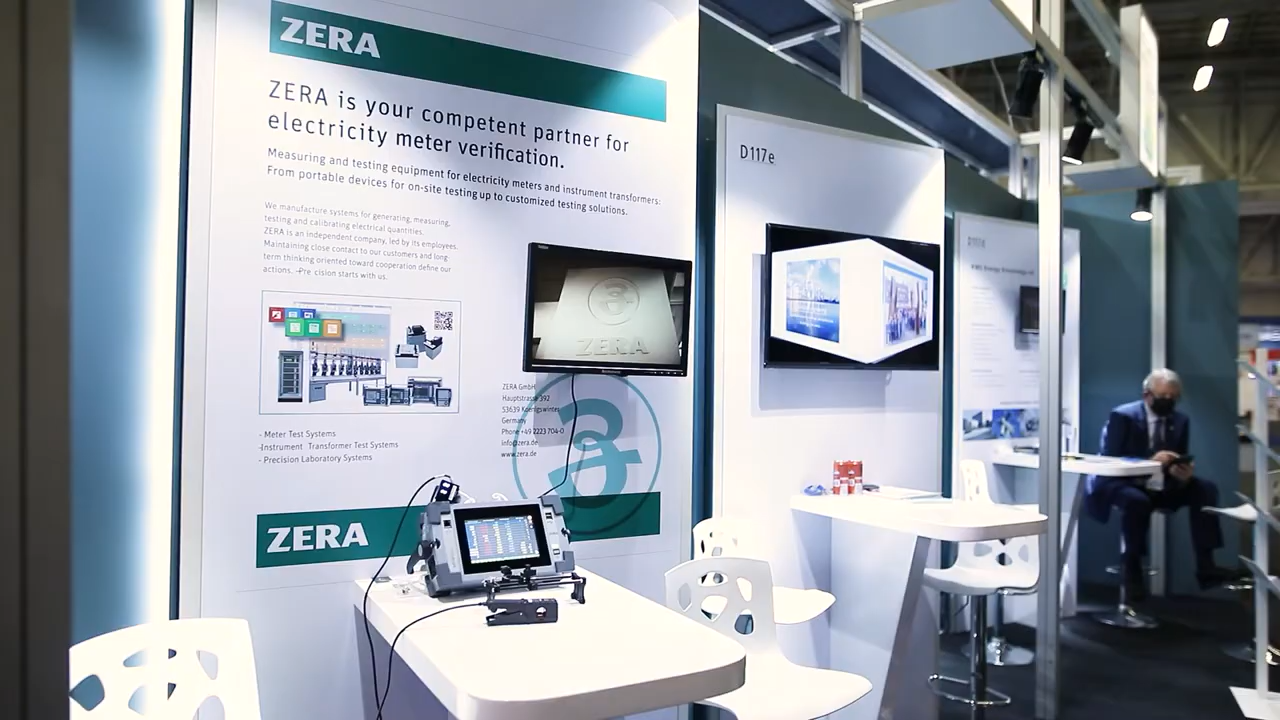 ZERA
ZERA is your competent partner for
electricity meter verification.
Measuring and testing equipment for electricity meters and instrument transformers:
From portable devices for on-site testing up to customized testing solutions.
We manufacture systems for generating, measuring,
testing and calibrating electrical quantities.
ZERA is an independent company, led by its employees.
Maintaining close contact to our customers and long-
term thinking oriented toward cooperation define our
actions. -Pre cision starts with us.
- Meter Test Systems
-Instrument Transformer Test Systems
- Precision Laboratory Systems
ZERA GmbH
Hauptstrasse 392
53639 Koenigswinter
Germany
Phone +49 2223 704-0
info@zera.de
www.zera.de
ZERA
ZERA
D117e
D117d